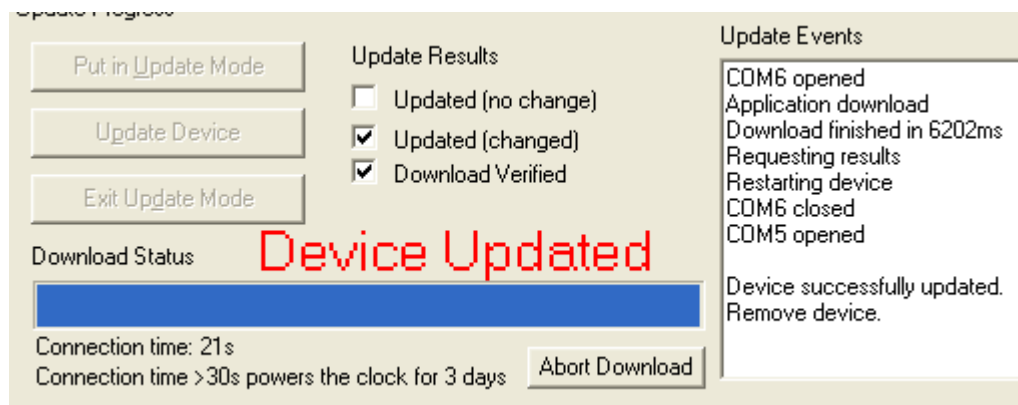 Update Progress
Put in Update Mode
Update Device
Exit Update Mode
Update Results
Updated (no change)
Updated (changed)
Download Verified
Download Status
Device Updated
Connection time: 21s
Connection time >30s powers the clock for 3 days
Abort Download
Update Events
COM6 opened
Application download
Download finished in 6202ms
Requesting results
Restarting device
COM6 closed
COM5 opened
Device successfully updated.
Remove device.